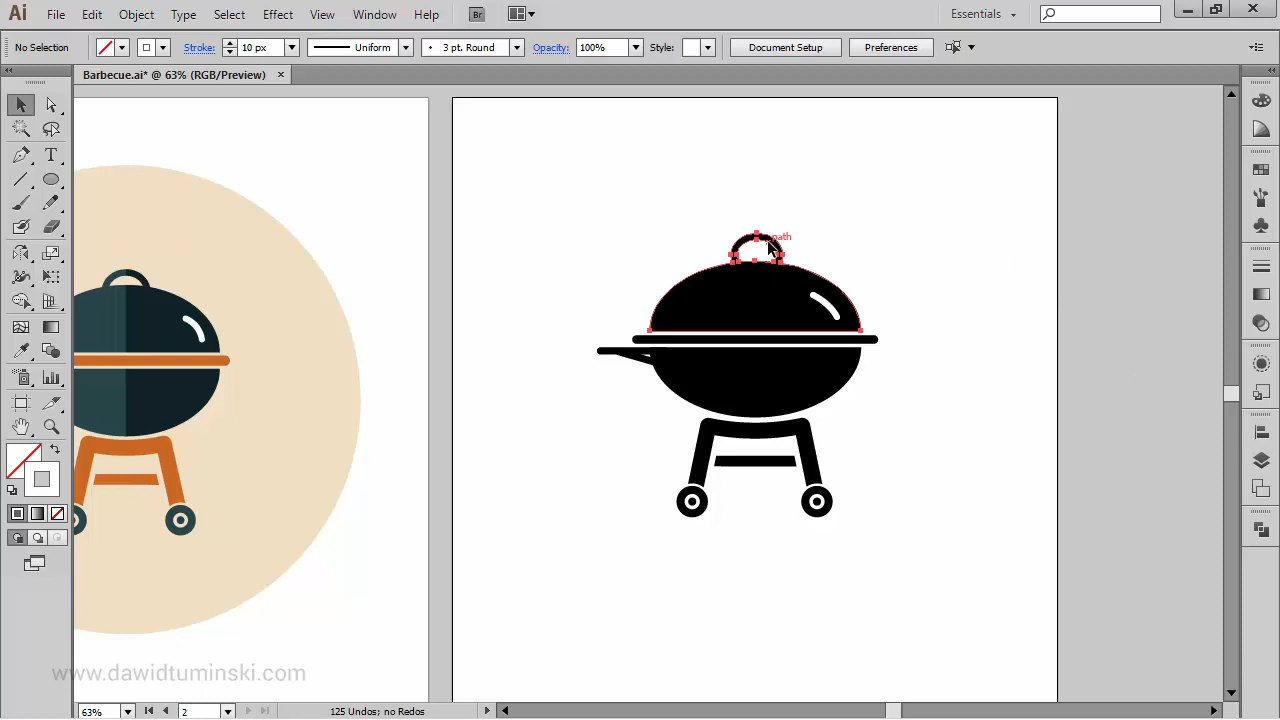 Ai File Edit Object Type Select Effect View Window Help Br Essentials
No Selection Stroke: 10 px Uniform 3 pt. Round Opacity: 100% Style: Document Setup Preferences
Barbecue.ai* @ 63% (RGB/Preview)
path
www.dawidtuminski.com
63% 2 125 Undos; no Redos